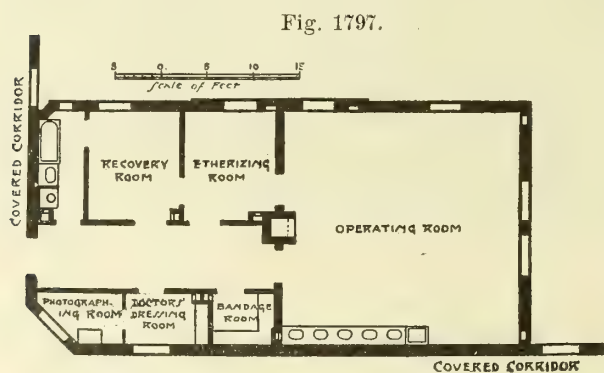 Fig. 1797.
5 0 5 10 15
Scale of Feet
COVERED CORRIDOR
RECOVERY
ROOM
ETHERIZING
ROOM
OPERATING ROOM
PHOTOGRAPH-
ING ROOM
DOCTORS'
DRESSING
ROOM
BANDAGE
ROOM
COVERED CORRIDOR